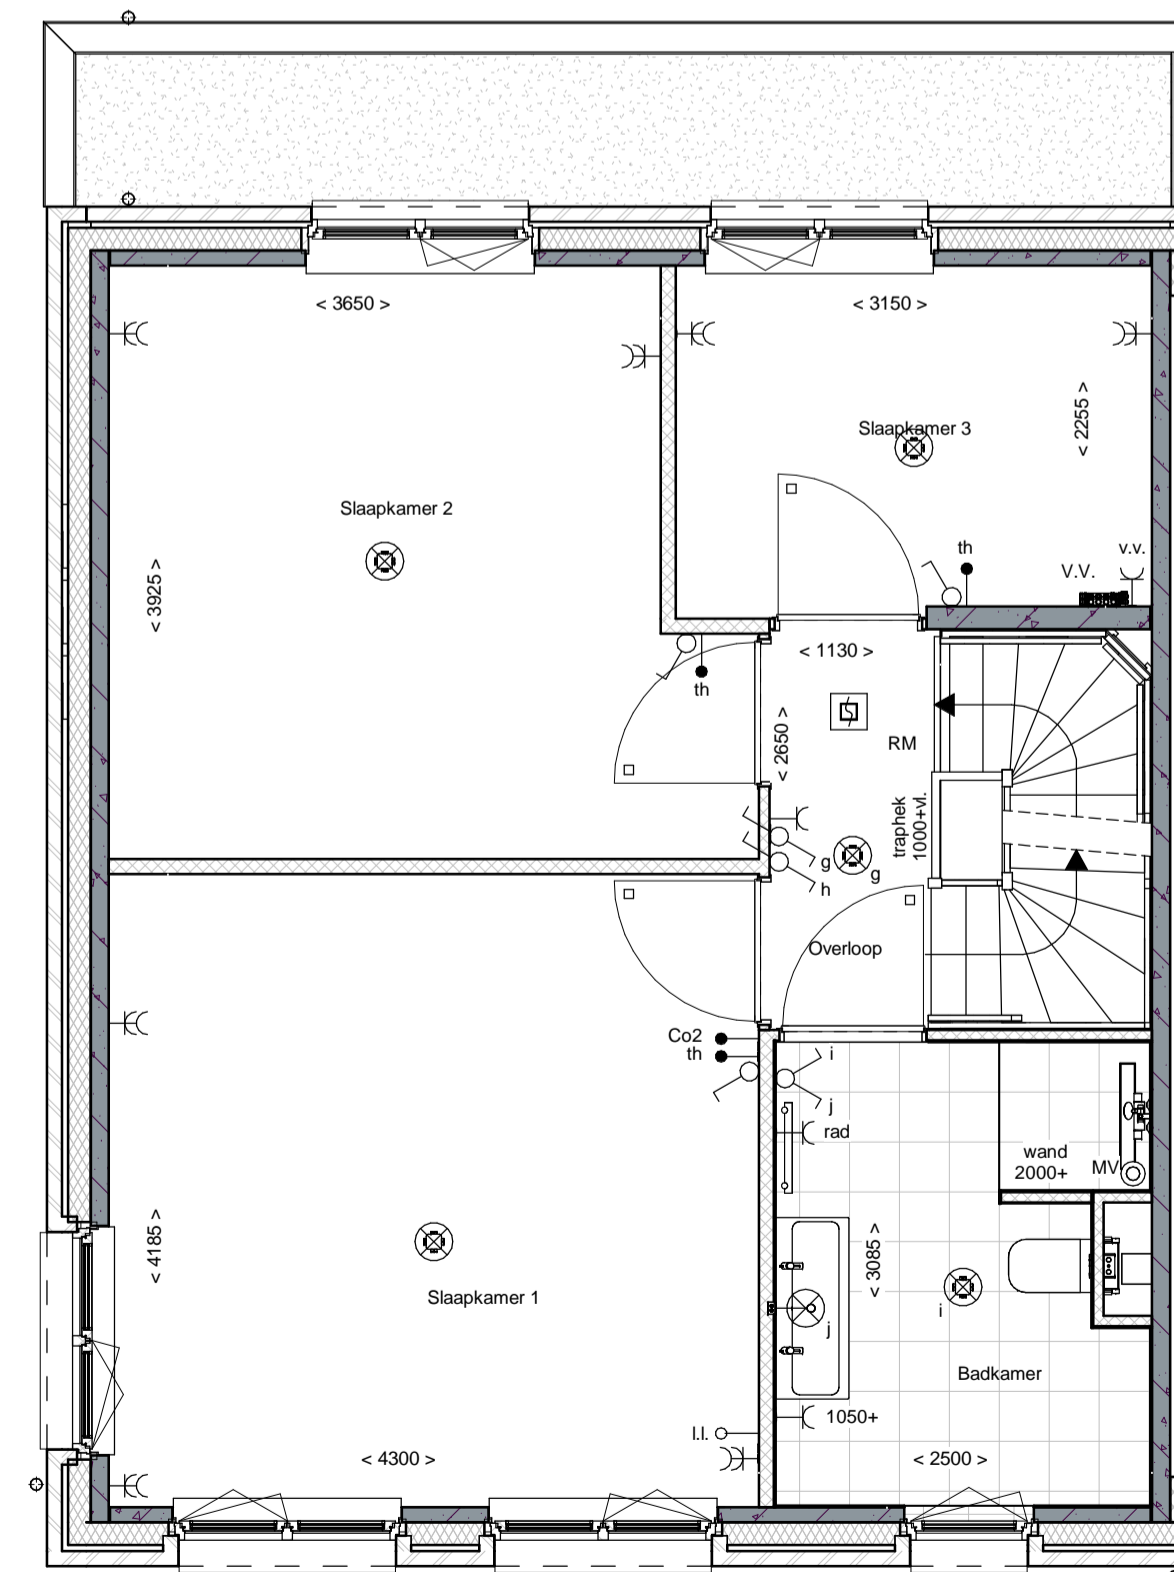 < 3650 >
< 3150 >
< 2255 >
Slaapkamer 3
Slaapkamer 2
< 3925 >
th
v.v.
V.V.
< 1130 >
th
< 2650 >
RM
traphek
1000+vl.
g
g
h
Overloop
Co2
th
i
j
rad
wand
2000+
MV
< 4185 >
< 3085 >
Slaapkamer 1
i
j
Badkamer
1050+
l.l.
< 4300 >
< 2500 >